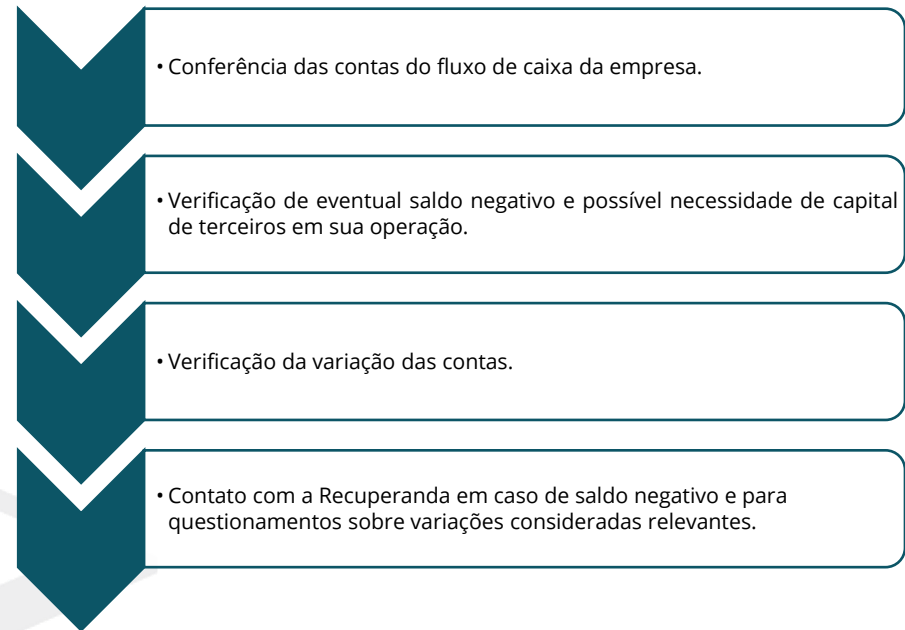 • Conferência das contas do fluxo de caixa da empresa.
• Verificação de eventual saldo negativo e possível necessidade de capital
de terceiros em sua operação.
• Verificação da variação das contas.
• Contato com a Recuperanda em caso de saldo negativo e para
questionamentos sobre variações consideradas relevantes.